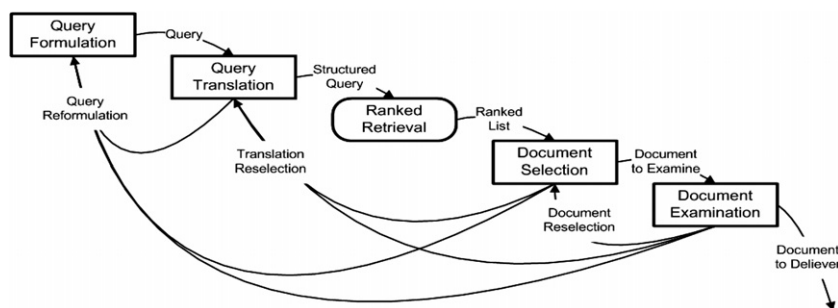 Query
Formulation
Query
Query
Translation
Structured
Query
Query
Reformulation
Ranked
Retrieval
Ranked
List
Translation
Reselection
Document
Selection
Document
to Examine
Document
Examination
Document
Reselection
Document
to Deliever